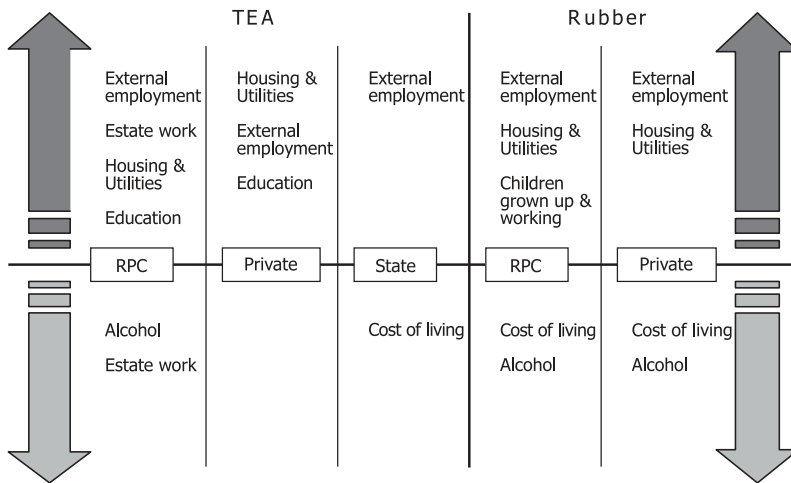 TEA
Rubber
External
employment
Estate work
Housing &
Utilities
Education
Housing &
Utilities
External
employment
Education
External
employment
External
employment
Housing &
Utilities
Children
grown up &
working
External
employment
Housing &
Utilities
RPC
Private
State
RPC
Private
Alcohol
Estate work
Cost of living
Cost of living
Alcohol
Cost of living
Alcohol